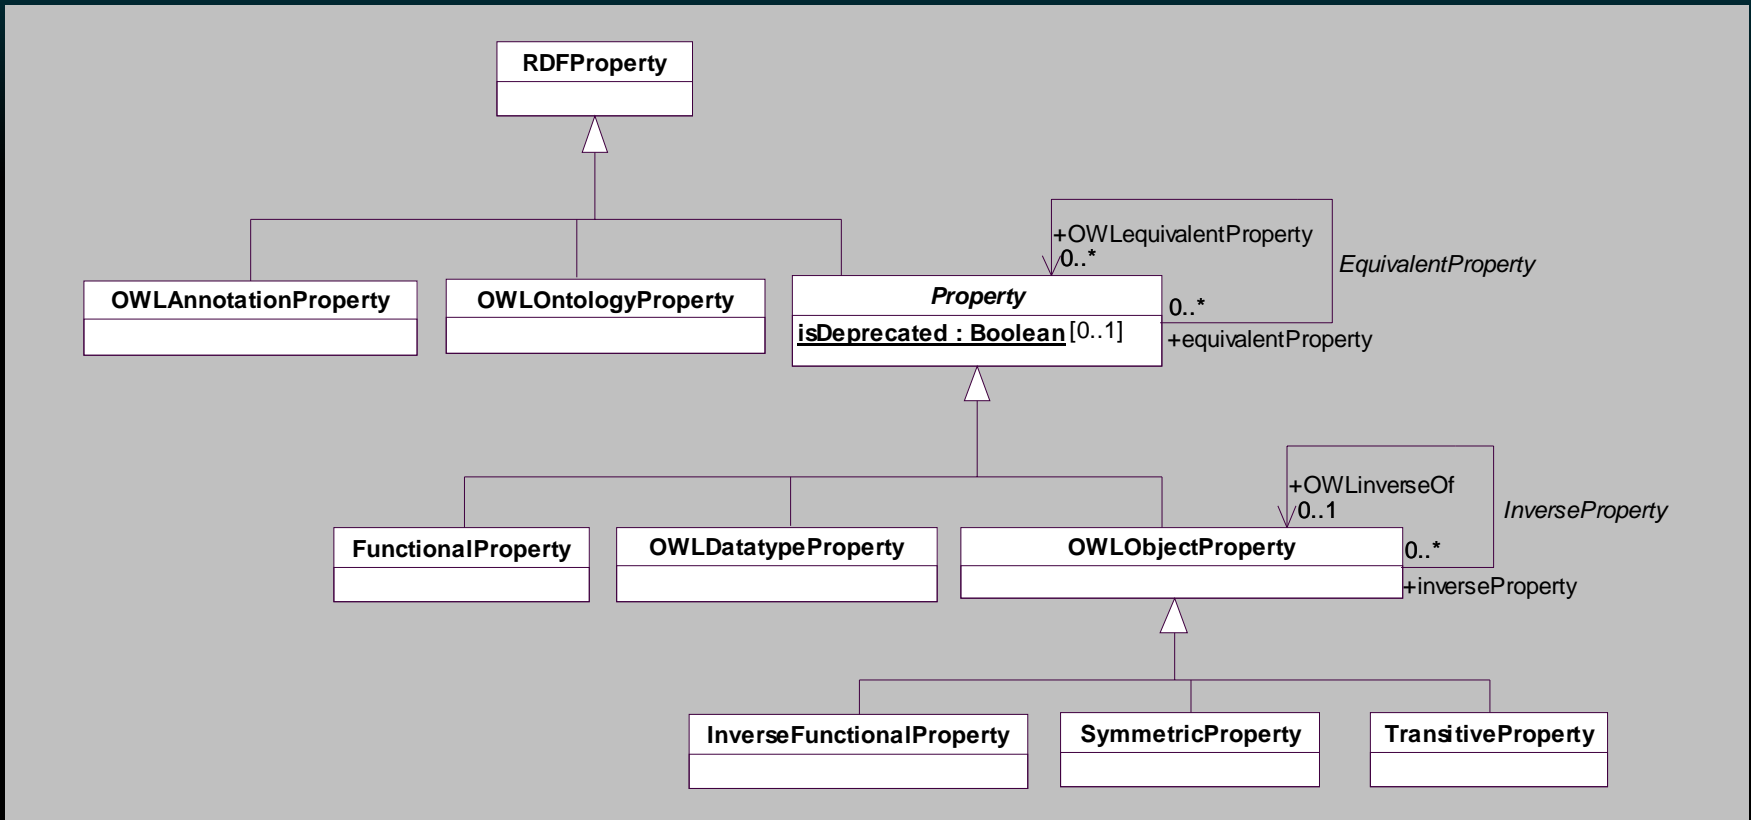 RDFProperty
+OWLequivalentProperty
0..*
EquivalentProperty
OWLAnnotationProperty
OWLOntologyProperty
Property
0..*
isDeprecated : Boolean [0..1]
+equivalentProperty
+OWLinverseOf
0..1
InverseProperty
FunctionalProperty
OWLDatatypeProperty
OWLObjectProperty
0..*
+inverseProperty
InverseFunctionalProperty
SymmetricProperty
TransitiveProperty